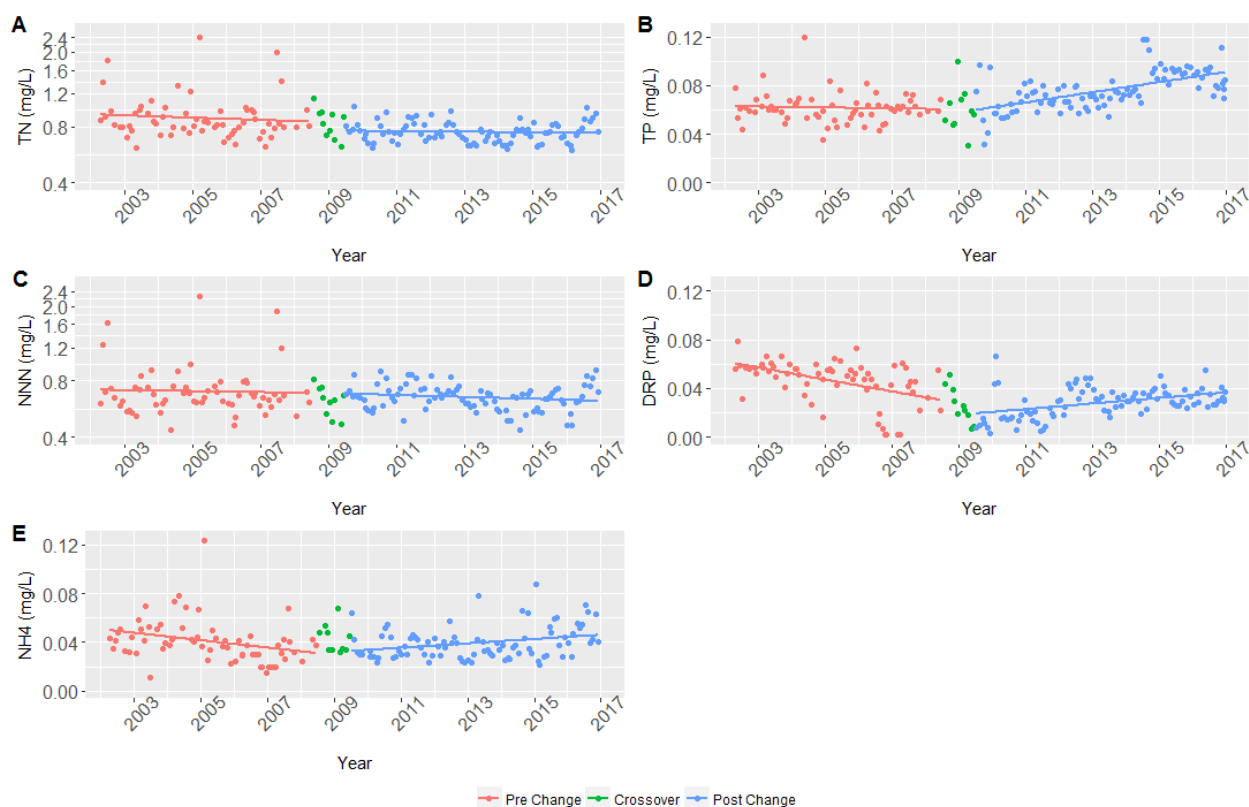 A
TN (mg/L)
2.4
2.0
1.6
1.2
0.8
0.4
2003 2005 2007 2009 2011 2013 2015 2017
Year
B
TP (mg/L)
0.12
0.08
0.04
0.00
2003 2005 2007 2009 2011 2013 2015 2017
Year
C
NNN (mg/L)
2.4
2.0
1.6
1.2
0.8
0.4
2003 2005 2007 2009 2011 2013 2015 2017
Year
D
DRP (mg/L)
0.12
0.08
0.04
0.00
2003 2005 2007 2009 2011 2013 2015 2017
Year
E
NH4 (mg/L)
0.12
0.08
0.04
0.00
2003 2005 2007 2009 2011 2013 2015 2017
Year
Pre Change Crossover Post Change